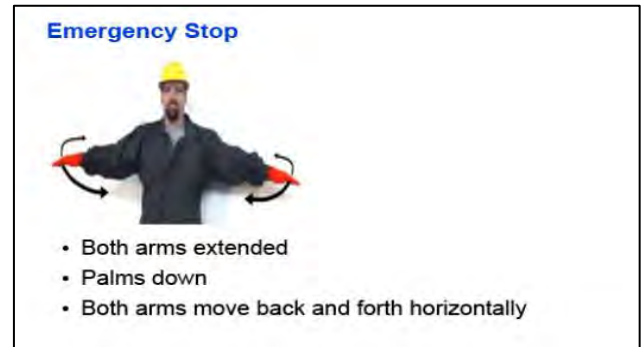 Emergency Stop
• Both arms extended
• Palms down
• Both arms move back and forth horizontally